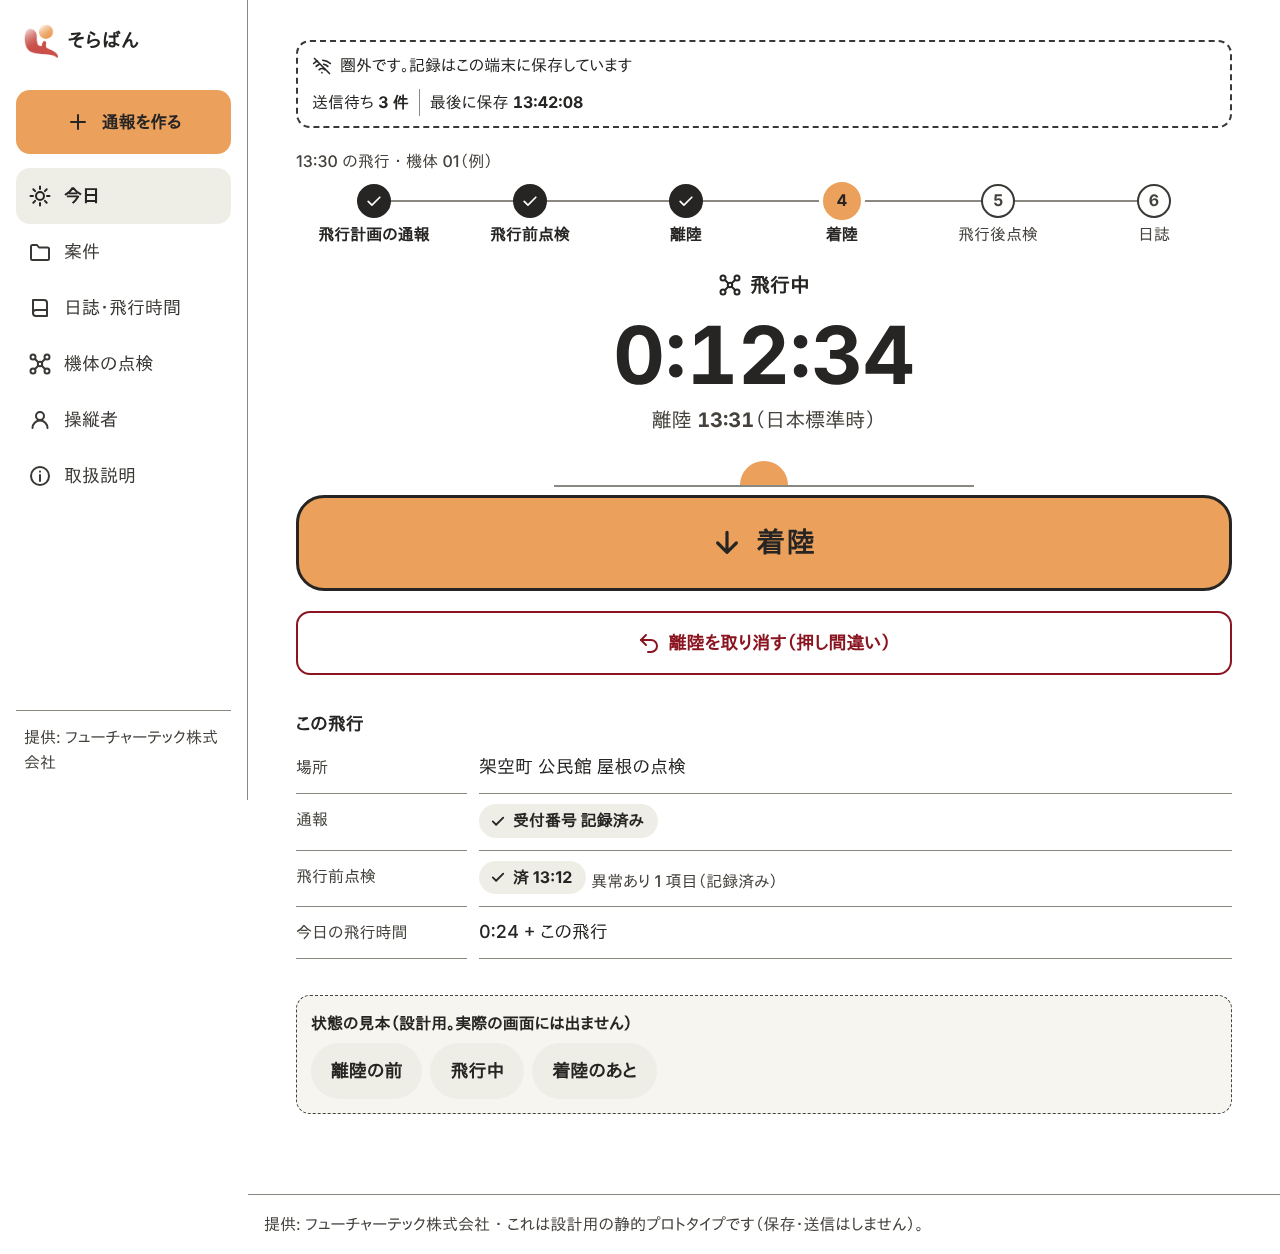 そらばん
通報を作る
今日
案件
日誌・飛行時間
機体の点検
操縦者
取扱説明
提供: フューチャーテック株式
会社
圏外です。記録はこの端末に保存しています
送信待ち 3 件 最後に保存 13:42:08
13:30 の飛行・機体 01（例）
4 5 6
飛行計画の通報 飛行前点検 離陸 着陸 飛行後点検 日誌
飛行中
0:12:34
離陸 13:31（日本標準時）
着陸
離陸を取り消す（押し間違い）
この飛行
場所 架空町 公民館 屋根の点検
通報 受付番号 記録済み
飛行前点検 済 13:12 異常あり 1 項目（記録済み）
今日の飛行時間 0:24 + この飛行
状態の見本（設計用。実際の画面には出ません）
離陸の前 飛行中 着陸のあと
提供: フューチャーテック株式会社・これは設計用の静的プロトタイプです（保存・送信はしません）。